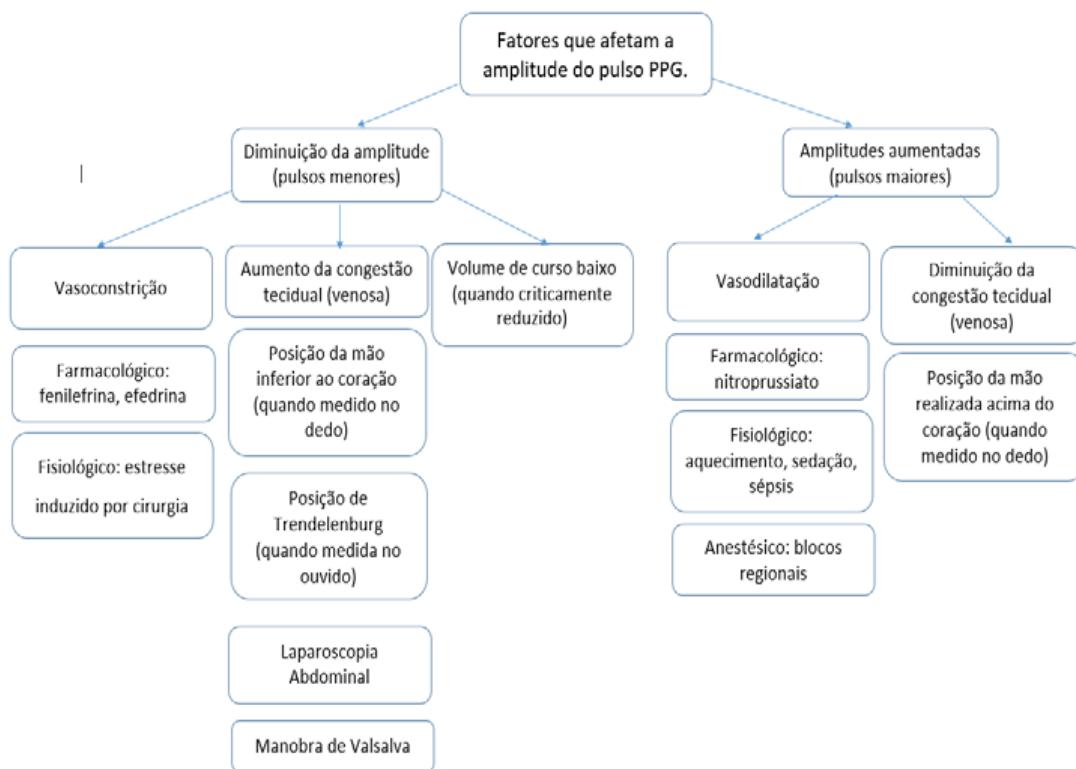 Fatores que afetam a
amplitude do pulso PPG.
Diminuição da amplitude
(pulsos menores)
Amplitudes aumentadas
(pulsos maiores)
Vasoconstrição
Farmacológico:
fenilefrina, efedrina
Fisiológico: estresse
induzido por cirurgia
Aumento da congestão
tecidual (venosa)
Posição da mão
inferior ao coração
(quando medido no
dedo)
Posição de
Trendelenburg
(quando medida no
ouvido)
Laparoscopia
Abdominal
Manobra de Valsalva
Volume de curso baixo
(quando criticamente
reduzido)
Vasodilatação
Farmacológico:
nitroprussiato
Fisiológico:
aquecimento, sedação,
sépsis
Anestésico: blocos
regionais
Diminuição da
congestão tecidual
(venosa)
Posição da mão
realizada acima do
coração (quando
medido no dedo)